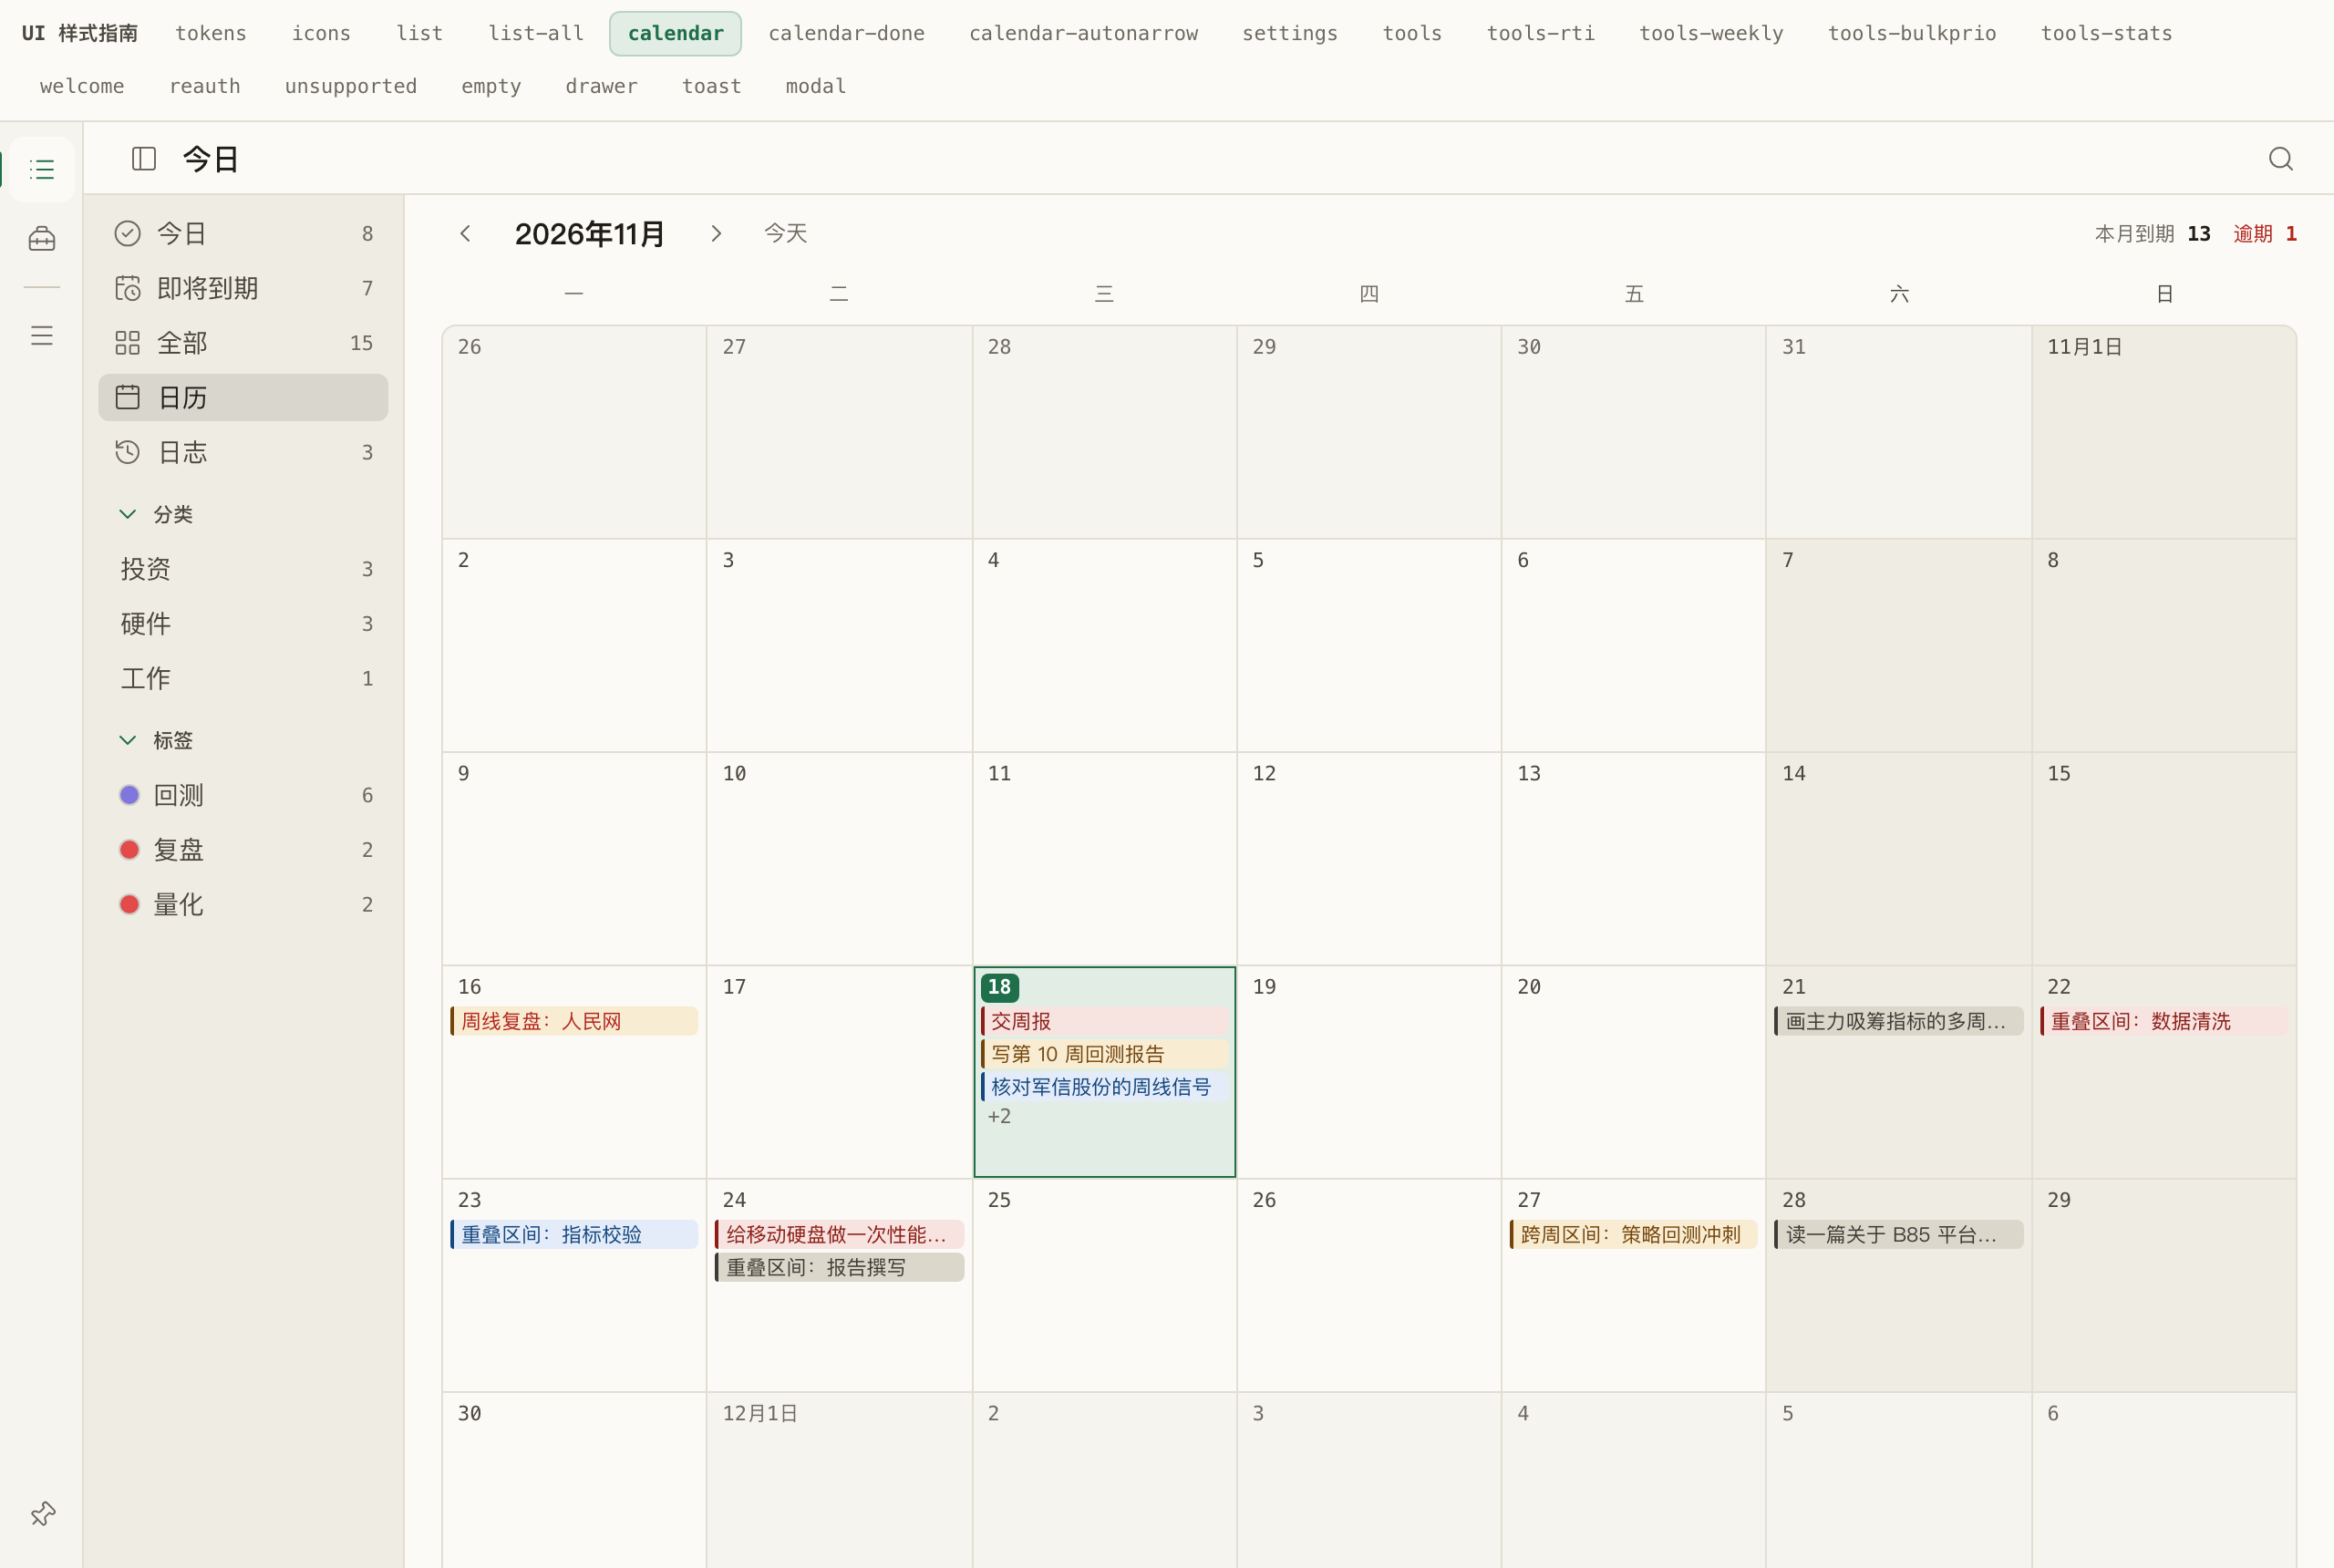 UI 样式指南 tokens icons list list-all calendar calendar-done calendar-autonarrow settings tools tools-rti tools-weekly tools-bulkprio tools-stats
welcome reauth unsupported empty drawer toast modal
今日
今日 8
即将到期 7
全部 15
日历
日志 3
分类
投资 3
硬件 3
工作 1
标签
回测 6
复盘 2
量化 2
2026年11月 今天 本月到期 13 逾期 1
一 二 三 四 五 六 日
26 27 28 29 30 31 11月1日
2 3 4 5 6 7 8
9 10 11 12 13 14 15
16 17 18 19 20 21 22
周线复盘：人民网 交周报 画主力吸筹指标的多周… 重叠区间：数据清洗
写第 10 周回测报告
核对军信股份的周线信号
+2
23 24 25 26 27 28 29
重叠区间：指标校验 给移动硬盘做一次性能… 跨周区间：策略回测冲刺 读一篇关于 B85 平台…
重叠区间：报告撰写
30 12月1日 2 3 4 5 6